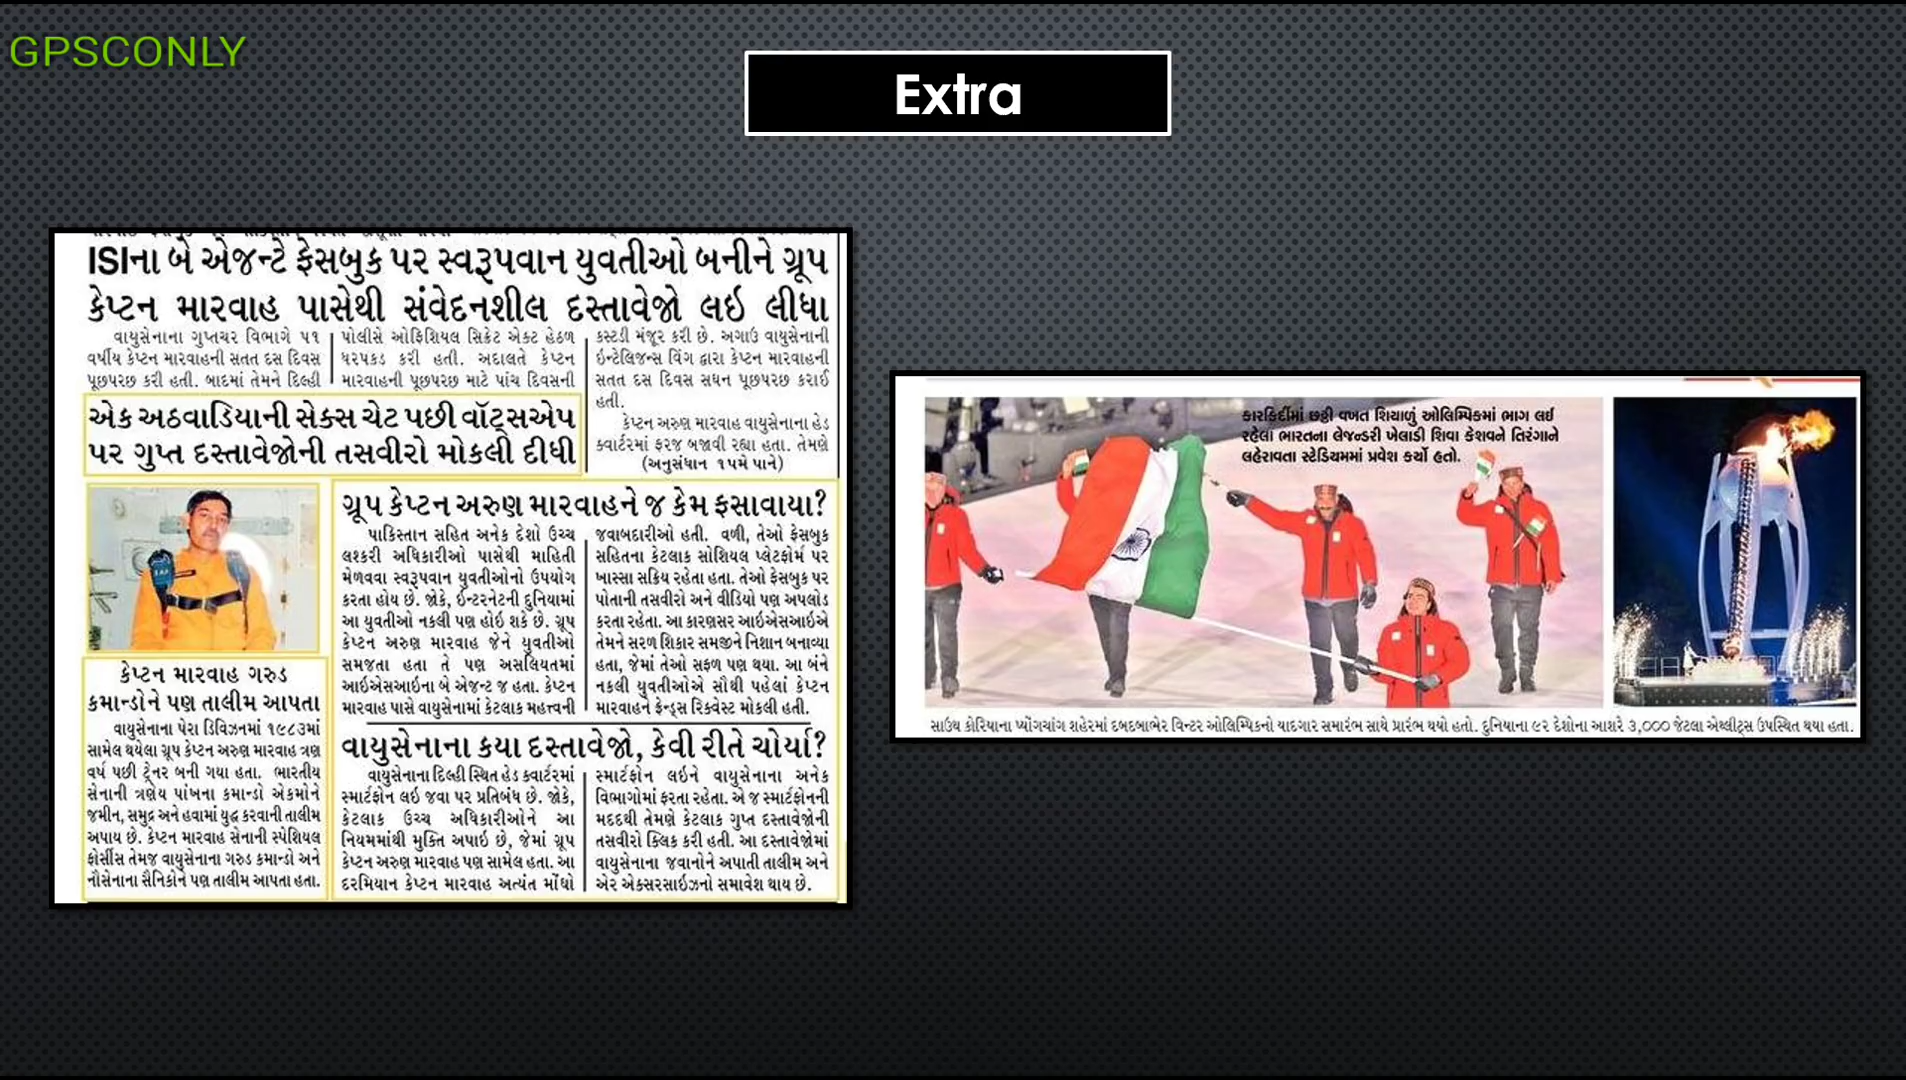 GPSCONLY
Extra
ISIના બે એજન્ટે ફેસબુક પર સ્વરૂપવાન યુવતીઓ બનીને ગ્રૂપ
કેપ્ટન મારવાહ પાસેથી સંવેદનશીલ દસ્તાવેજો લઇ લીધા
વાયુસેનાના ગુપ્તચર વિભાગે ૫૧
વર્ષીય કેપ્ટન મારવાહની સતત દસ દિવસ
પૂછપરછ કરી હતી. બાદમાં તેમને દિલ્હી
પોલીસે ઓફિશિયલ સિક્રેટ એક્ટ હેઠળ
ધરપકડ કરી હતી. અદાલતે કેપ્ટન
મારવાહની પૂછપરછ માટે પાંચ દિવસની
કસ્ટડી મંજૂર કરી છે. અગાઉ વાયુસેનાની
ઇન્ટેલિજન્સ વિંગ દ્વારા કેપ્ટન મારવાહની
સતત દસ દિવસ સઘન પૂછપરછ કરાઈ
હતી.
કેપ્ટન અરુણ મારવાહ વાયુસેનાના હેડ
ક્વાર્ટરમાં ફરજ બજાવી રહ્યા હતા. તેમણે
(અનુસંધાન ૧૫મે પાને)
એક અઠવાડિયાની સેક્સ ચેટ પછી વૉટ્સએપ
પર ગુપ્ત દસ્તાવેજોની તસવીરો મોકલી દીધી
કેપ્ટન મારવાહ ગરુડ
કમાન્ડોને પણ તાલીમ આપતા
વાયુસેનાના પેરા ડિવિઝનમાં ૧૯૮૩માં
સામેલ થયેલા ગ્રૂપ કેપ્ટન અરુણ મારવાહ ત્રણ
વર્ષ પછી ટ્રેનર બની ગયા હતા. ભારતીય
સેનાની ત્રણેય પાંખના કમાન્ડો એકમોને
જમીન, સમુદ્ર અને હવામાં યુદ્ધ કરવાની તાલીમ
અપાય છે. કેપ્ટન મારવાહ સેનાની સ્પેશિયલ
ફોર્સીસ તેમજ વાયુસેનાના ગરુડ કમાન્ડો અને
નૌસેનાના સૈનિકોને પણ તાલીમ આપતા હતા.
ગ્રૂપ કેપ્ટન અરુણ મારવાહને જ કેમ ફસાવાયા?
પાકિસ્તાન સહિત અનેક દેશો ઉચ્ચ
લશ્કરી અધિકારીઓ પાસેથી માહિતી
મેળવવા સ્વરૂપવાન યુવતીઓનો ઉપયોગ
કરતા હોય છે. જોકે, ઇન્ટરનેટની દુનિયામાં
આ યુવતીઓ નકલી પણ હોઈ શકે છે. ગ્રૂપ
કેપ્ટન અરુણ મારવાહ જેને યુવતીઓ
સમજતા હતા તે પણ અસલિયતમાં
આઇએસઆઇના બે એજન્ટ જ હતા. કેપ્ટન
મારવાહ પાસે વાયુસેનામાં કેટલાક મહત્ત્વની
જવાબદારીઓ હતી. વળી, તેઓ ફેસબુક
સહિતના કેટલાક સોશિયલ પ્લેટફોર્મ પર
ખાસ્સા સક્રિય રહેતા હતા. તેઓ ફેસબુક પર
પોતાની તસવીરો અને વીડિયો પણ અપલોડ
કરતા રહેતા. આ કારણસર આઇએસઆઇએ
તેમને સરળ શિકાર સમજીને નિશાન બનાવ્યા
હતા, જેમાં તેઓ સફળ પણ થયા. આ બંને
નકલી યુવતીઓએ સૌથી પહેલાં કેપ્ટન
મારવાહને ફ્રેન્ડ્સ રિક્વેસ્ટ મોકલી હતી.
વાયુસેનાના કયા દસ્તાવેજો, કેવી રીતે ચોર્યા?
વાયુસેનાના દિલ્હી સ્થિત હેડ ક્વાર્ટરમાં
સ્માર્ટફોન લઇ જવા પર પ્રતિબંધ છે. જોકે,
કેટલાક ઉચ્ચ અધિકારીઓને આ
નિયમમાંથી મુક્તિ અપાઇ છે, જેમાં ગ્રૂપ
કેપ્ટન અરુણ મારવાહ પણ સામેલ હતા. આ
દરમિયાન કેપ્ટન મારવાહ અત્યંત મોંઘો
સ્માર્ટફોન લઇને વાયુસેનાના અનેક
વિભાગોમાં ફરતા રહેતા. એ જ સ્માર્ટફોનની
મદદથી તેમણે કેટલાક ગુપ્ત દસ્તાવેજોની
તસવીરો ક્લિક કરી હતી. આ દસ્તાવેજોમાં
વાયુસેનાના જવાનોને અપાતી તાલીમ અને
એર એક્સરસાઇઝનો સમાવેશ થાય છે.
કારકિર્દીમાં છઠ્ઠી વખત શિયાળુ ઓલિમ્પિકમાં ભાગ લઈ
રહેલા ભારતના લેજન્ડરી ખેલાડી શિવા કેશવને તિરંગાને
લહેરાવતા સ્ટેડિયમમાં પ્રવેશ કર્યો હતો.
સાઉથ કોરિયાના પ્યોંગચાંગ શહેરમાં દબદબાભેર વિન્ટર ઓલિમ્પિકનો યાદગાર સમારંભ સાથે પ્રારંભ થયો હતો. દુનિયાના ૯૨ દેશોના આશરે ૩,૦૦૦ જેટલા એથ્લીટ્સ ઉપસ્થિત થયા હતા.